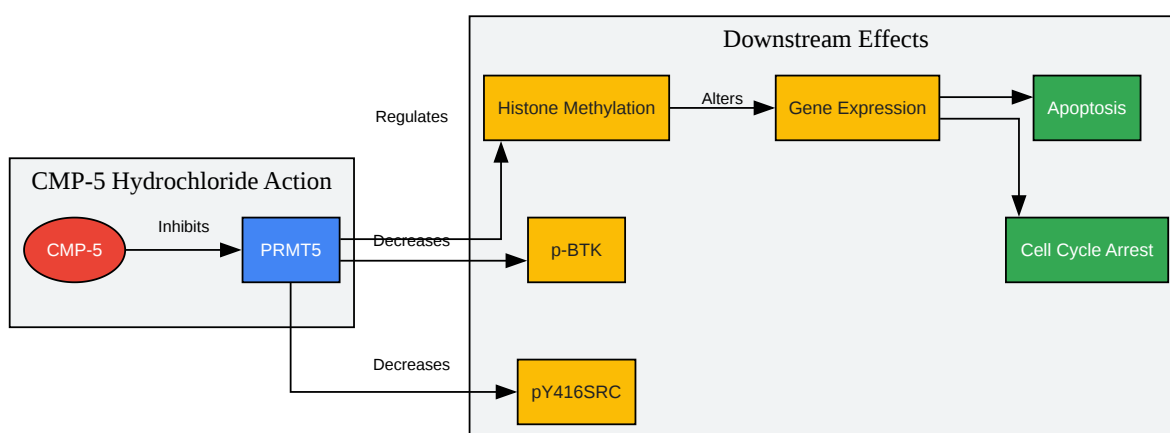 Downstream Effects
Regulates
Histone Methylation
Alters
Gene Expression
Apoptosis
CMP-5 Hydrochloride Action
CMP-5
Inhibits
PRMT5
Decreases
p-BTK
Cell Cycle Arrest
Decreases
pY416SRC